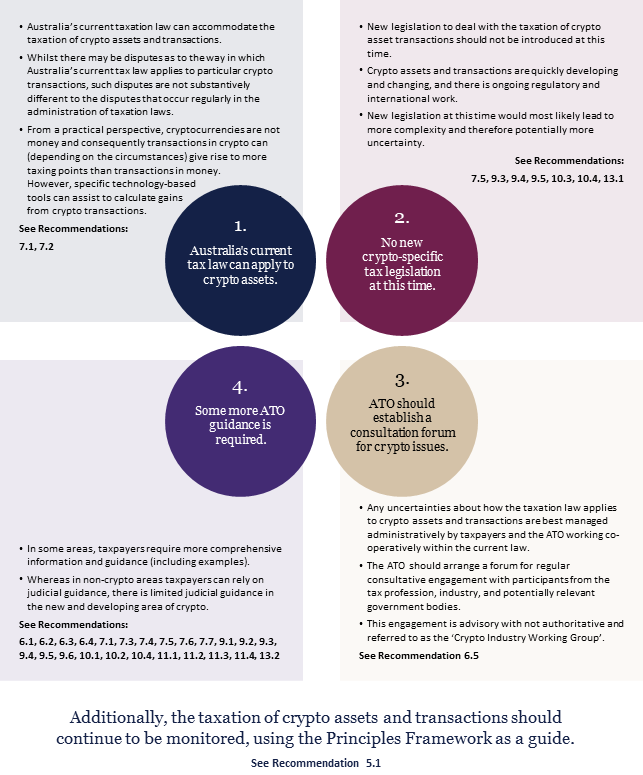 • Australia's current taxation law can accommodate the
taxation of crypto assets and transactions.
• Whilst there may be disputes as to the way in which
Australia's current tax law applies to particular crypto
transactions, such disputes are not substantively
different to the disputes that occur regularly in the
administration of taxation laws.
• From a practical perspective, cryptocurrencies are not
money and consequently transactions in crypto can
(depending on the circumstances) give rise to more
taxing points than transactions in money.
However, specific technology-based
tools can assist to calculate gains
from crypto transactions.
See Recommendations:
7.1, 7.2
1.
Australia's current
tax law can apply to
crypto assets.
• New legislation to deal with the taxation of crypto
asset transactions should not be introduced at this
time.
• Crypto assets and transactions are quickly developing
and changing, and there is ongoing regulatory and
international work.
• New legislation at this time would most likely lead to
more complexity and therefore potentially more
uncertainty.
See Recommendations:
7.5, 9.3, 9.4, 9.5, 10.3, 10.4, 13.1
2.
No new
crypto-specific
tax legislation
at this time.
3.
ATO should
establish a
consultation forum
for crypto issues.
• Any uncertainties about how the taxation law applies
to crypto assets and transactions are best managed
administratively by taxpayers and the ATO working co-
operatively within the current law.
• The ATO should arrange a forum for regular
consultative engagement with participants from the
tax profession, industry, and potentially relevant
government bodies.
• This engagement is advisory with not authoritative and
referred to as the 'Crypto Industry Working Group'.
See Recommendation 6.5
4.
Some more ATO
guidance is
required.
• In some areas, taxpayers require more comprehensive
information and guidance (including examples).
• Whereas in non-crypto areas taxpayers can rely on
judicial guidance, there is limited judicial guidance in
the new and developing area of crypto.
See Recommendations:
6.1, 6.2, 6.3, 6.4, 7.1, 7.3, 7.4, 7.5, 7.6, 7.7, 9.1, 9.2, 9.3,
9.4, 9.5, 9.6, 10.1, 10.2, 10.4, 11.1, 11.2, 11.3, 11.4, 13.2
Additionally, the taxation of crypto assets and transactions should
continue to be monitored, using the Principles Framework as a guide.
See Recommendation 5.1